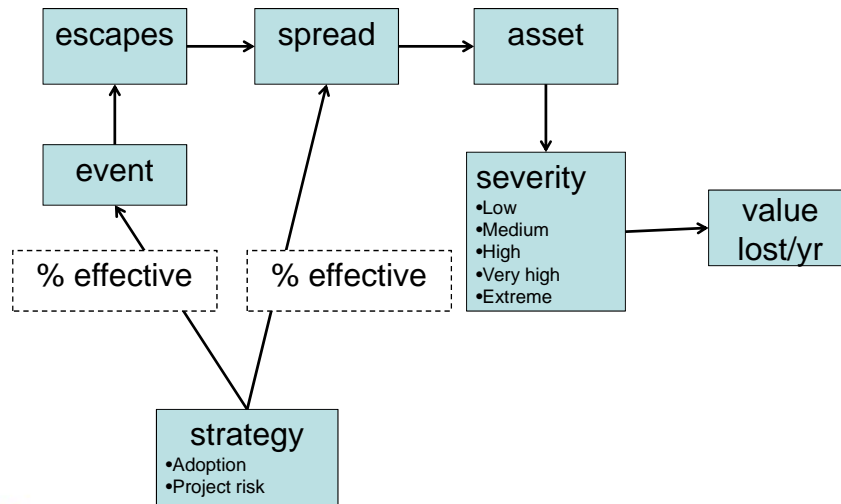 escapes
spread
asset
event
severity
•Low
•Medium
•High
•Very high
•Extreme
value
lost/yr
% effective
% effective
strategy
•Adoption
•Project risk